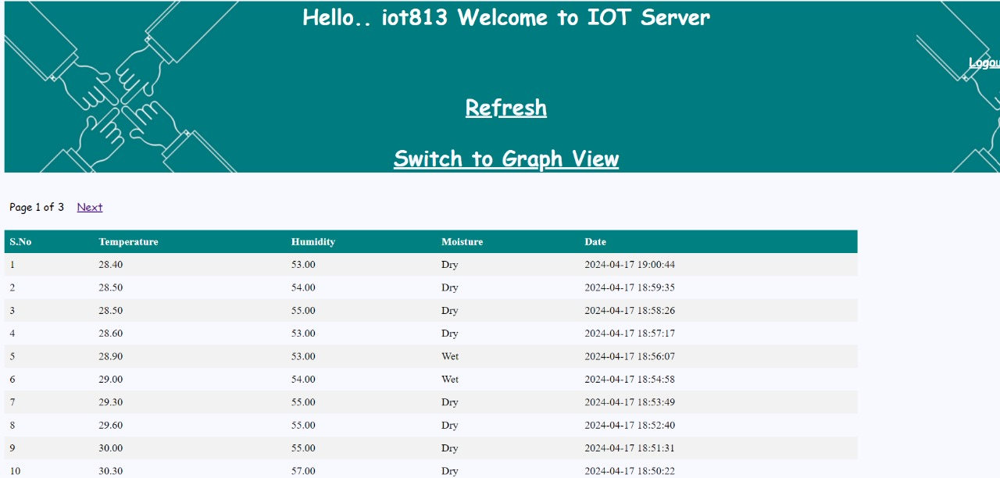 Hello.. iot813 Welcome to IOT Server
Refresh
Switch to Graph View
Page 1 of 3 Next
S.No Temperature Humidity Moisture Date
1 28.40 53.00 Dry 2024-04-17 19:00:44
2 28.50 54.00 Dry 2024-04-17 18:59:35
3 28.50 55.00 Dry 2024-04-17 18:58:26
4 28.60 53.00 Dry 2024-04-17 18:57:17
5 28.90 53.00 Wet 2024-04-17 18:56:07
6 29.00 54.00 Wet 2024-04-17 18:54:58
7 29.30 55.00 Dry 2024-04-17 18:53:49
8 29.60 55.00 Dry 2024-04-17 18:52:40
9 30.00 55.00 Dry 2024-04-17 18:51:31
10 30.30 57.00 Dry 2024-04-17 18:50:22